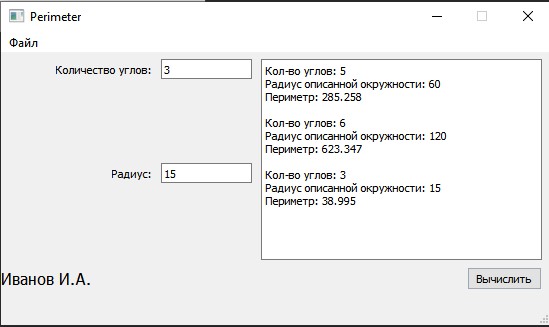 Perimeter
Файл
Количество углов: 3
Радиус: 15
Кол-во углов: 5
Радиус описанной окружности: 60
Периметр: 285.258
Кол-во углов: 6
Радиус описанной окружности: 120
Периметр: 623.347
Кол-во углов: 3
Радиус описанной окружности: 15
Периметр: 38.995
Иванов И.А.
Вычислить